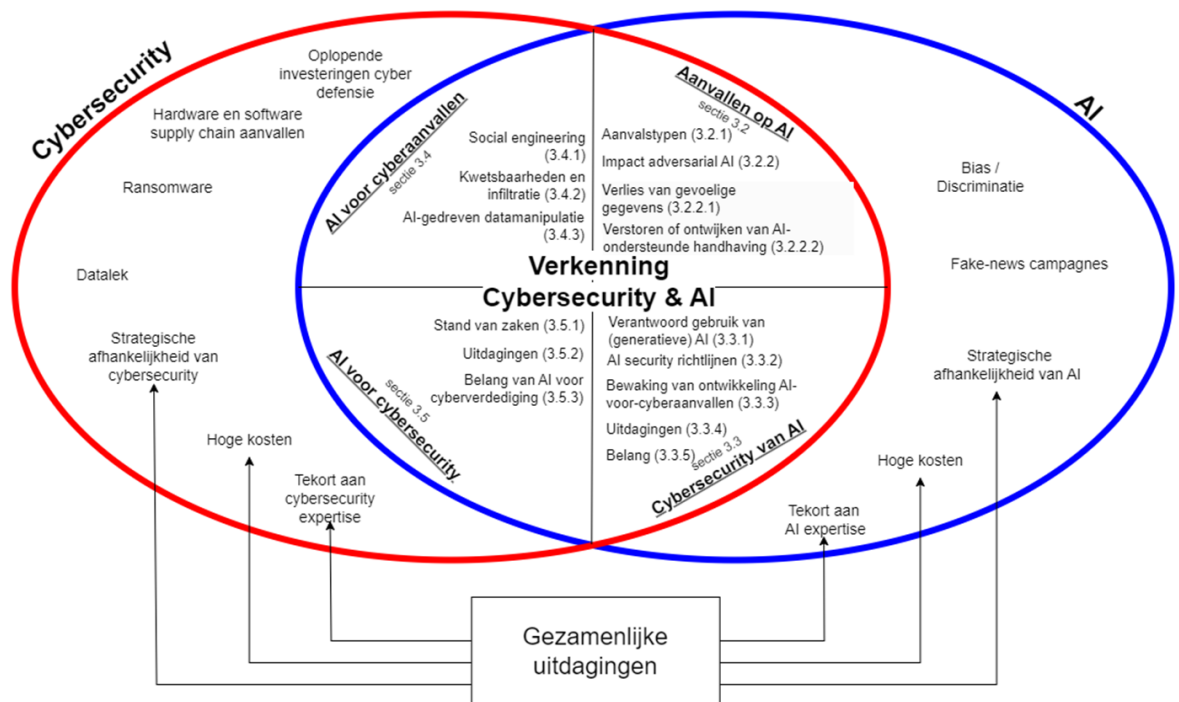 Cybersecurity
Oplopende
investeringen cyber
defensie
Hardware en software
supply chain aanvallen
Ransomware
Datalek
Strategische
afhankelijkheid van
cybersecurity
Hoge kosten
Tekort aan
cybersecurity
expertise
AI voor cyberaanvallen
sectie 3.4
Social engineering
(3.4.1)
Kwetsbaarheden en
infiltratie (3.4.2)
AI-gedreven datamanipulatie
(3.4.3)
Aanvallen op AI
sectie 3.2
Aanvalstypen (3.2.1)
Impact adversarial AI (3.2.2)
Verlies van gevoelige
gegevens (3.2.2.1)
Verstoren of ontwijken van AI-
ondersteunde handhaving (3.2.2.2)
Verkenning
Cybersecurity & AI
Stand van zaken (3.5.1)
Uitdagingen (3.5.2)
Belang van AI voor
cyberverdediging (3.5.3)
sectie 3.5
AI voor cybersecurity
Verantwoord gebruik van
(generatieve) AI (3.3.1)
AI security richtlijnen (3.3.2)
Bewaking van ontwikkeling AI-
voor-cyberaanvallen (3.3.3)
Uitdagingen (3.3.4)
Belang (3.3.5)
sectie 3.3
Cybersecurity van AI
AI
Bias /
Discriminatie
Fake-news campagnes
Strategische
afhankelijkheid van AI
Hoge kosten
Tekort aan
AI expertise
Gezamenlijke
uitdagingen